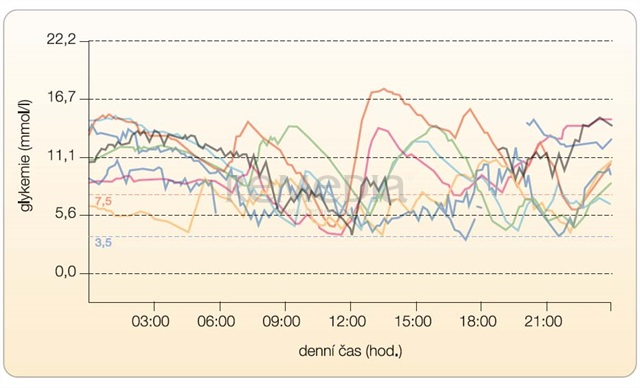 22,2
16,7
11,1
5,6
0,0
glykemie (mmol/l)
7,5
3,5
03:00 06:00 09:00 12:00 15:00 18:00 21:00
denní čas (hod.)